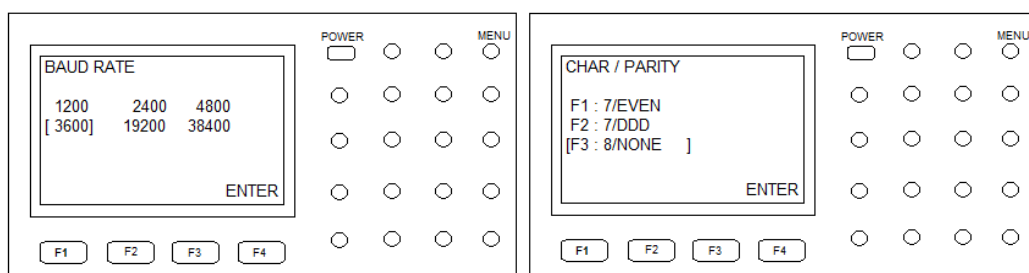 POWER MENU
BAUD RATE
1200 2400 4800
[ 3600] 19200 38400
ENTER
F1 F2 F3 F4
POWER MENU
CHAR / PARITY
F1 : 7/EVEN
F2 : 7/DDD
[F3 : 8/NONE ]
ENTER
F1 F2 F3 F4